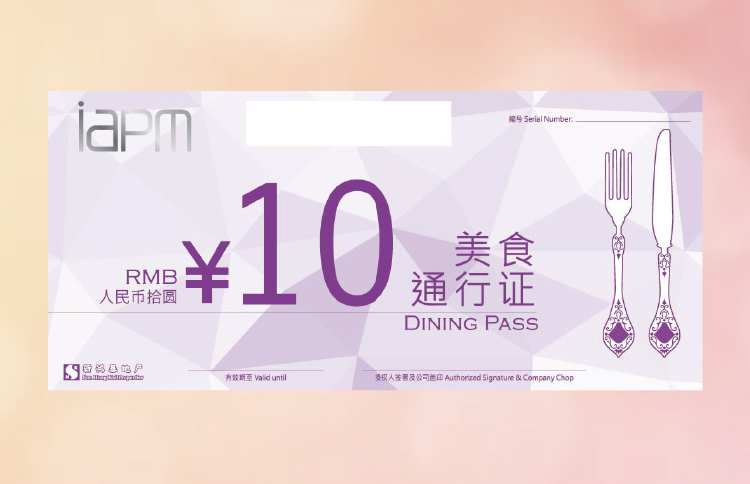 iapm
编号 Serial Number:
¥10
RMB
人民币拾圆
美食
通行证
DINING PASS
新鸿基地产
Sun Hung Kai Properties
有效期至 Valid until
授权人签署及公司盖印 Authorized Signature & Company Chop